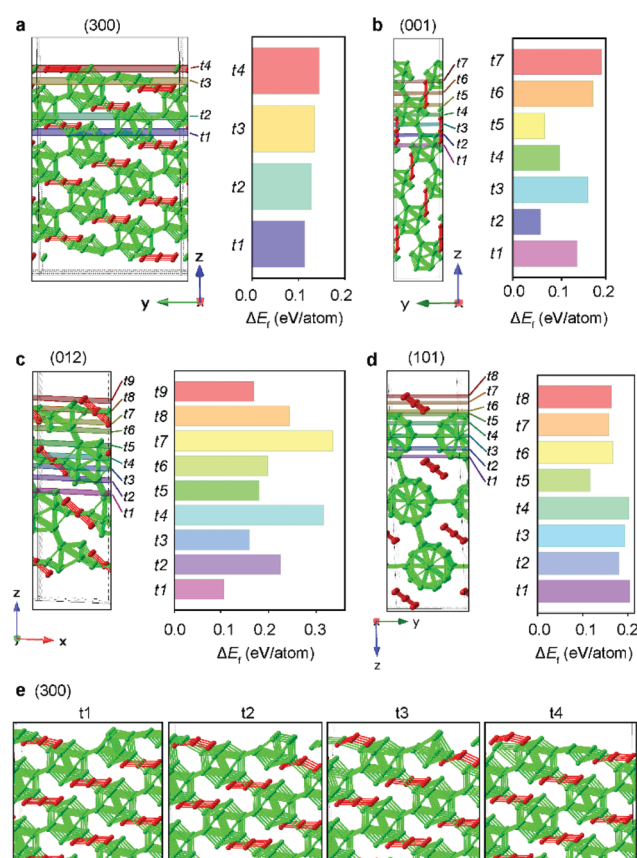 a (300)
t4
t3
t2
t1
z
y
x
t4
t3
t2
t1
0.0 0.1 0.2
ΔEf (eV/atom)
b (001)
t7
t6
t5
t4
t3
t2
t1
z
y
x
t7
t6
t5
t4
t3
t2
t1
0.0 0.1 0.2
ΔEf (eV/atom)
c (012)
t9
t8
t7
t6
t5
t4
t3
t2
t1
z
y
x
t9
t8
t7
t6
t5
t4
t3
t2
t1
0.0 0.1 0.2 0.3
ΔEf (eV/atom)
d (101)
t8
t7
t6
t5
t4
t3
t2
t1
x
y
z
t8
t7
t6
t5
t4
t3
t2
t1
0.0 0.1 0.2
ΔEf (eV/atom)
e (300)
t1 t2 t3 t4